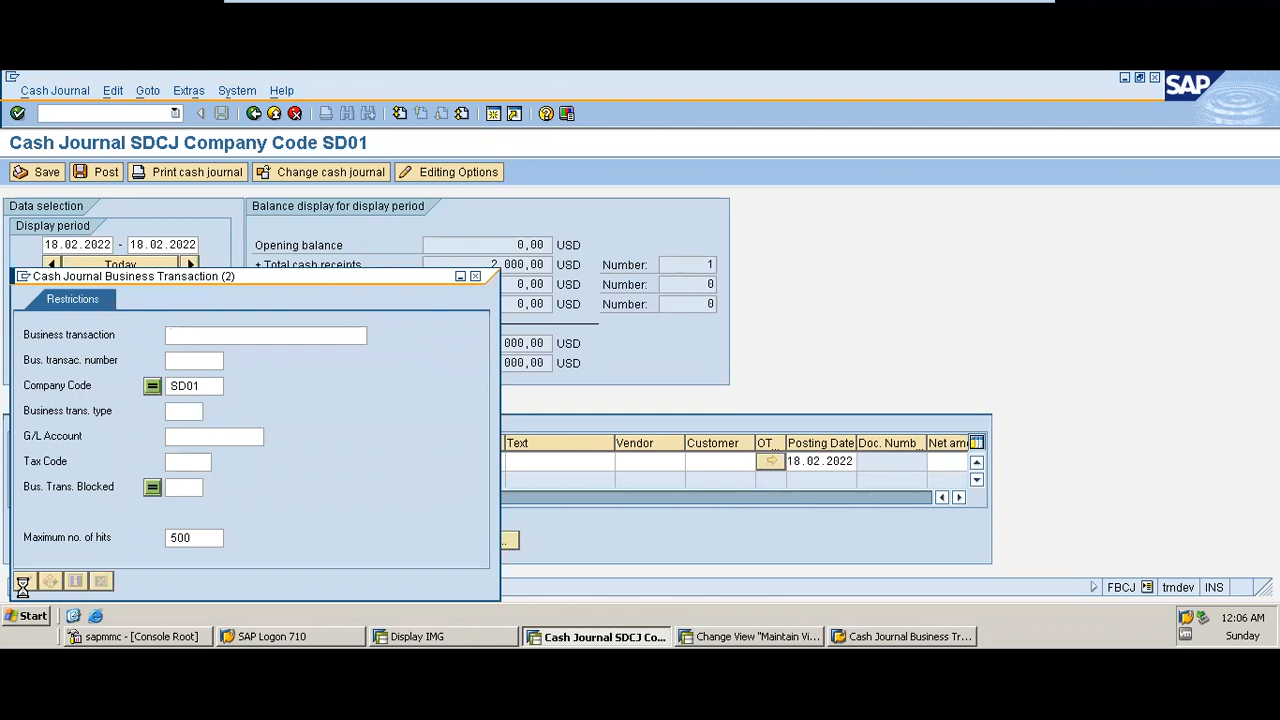 Cash Journal Edit Goto Extras System Help
SAP
Cash Journal SDCJ Company Code SD01
Save Post Print cash journal Change cash journal Editing Options
Data selection
Display period
18.02.2022 - 18.02.2022
Today
Balance display for display period
Opening balance 0,00 USD
+ Total cash receipts 2.000,00 USD Number: 1
0,00 USD Number: 0
0,00 USD Number: 0
000,00 USD
000,00 USD
Cash Journal Business Transaction (2)
Restrictions
Business transaction
Bus. transac. number
Company Code SD01
Business trans. type
G/L Account
Tax Code
Bus. Trans. Blocked
Maximum no. of hits 500
Text Vendor Customer OT... Posting Date Doc. Numb... Net am
18.02.2022
...
FBCJ trndev INS
Start
sapmmc - [Console Root] SAP Logon 710 Display IMG Cash Journal SDCJ Co... Change View "Maintain Vi... Cash Journal Business Tr...
12:06 AM
Sunday